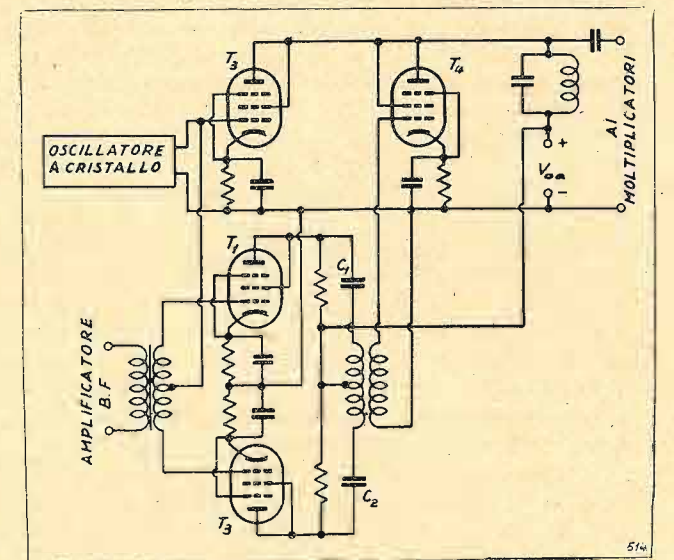 T3
T4
OSCILLATORE
A CRISTALLO
+
Voa
-
AI
MOLTIPLICATORI
T1
C1
AMPLIFICATORE
B.F
T3
C2
514